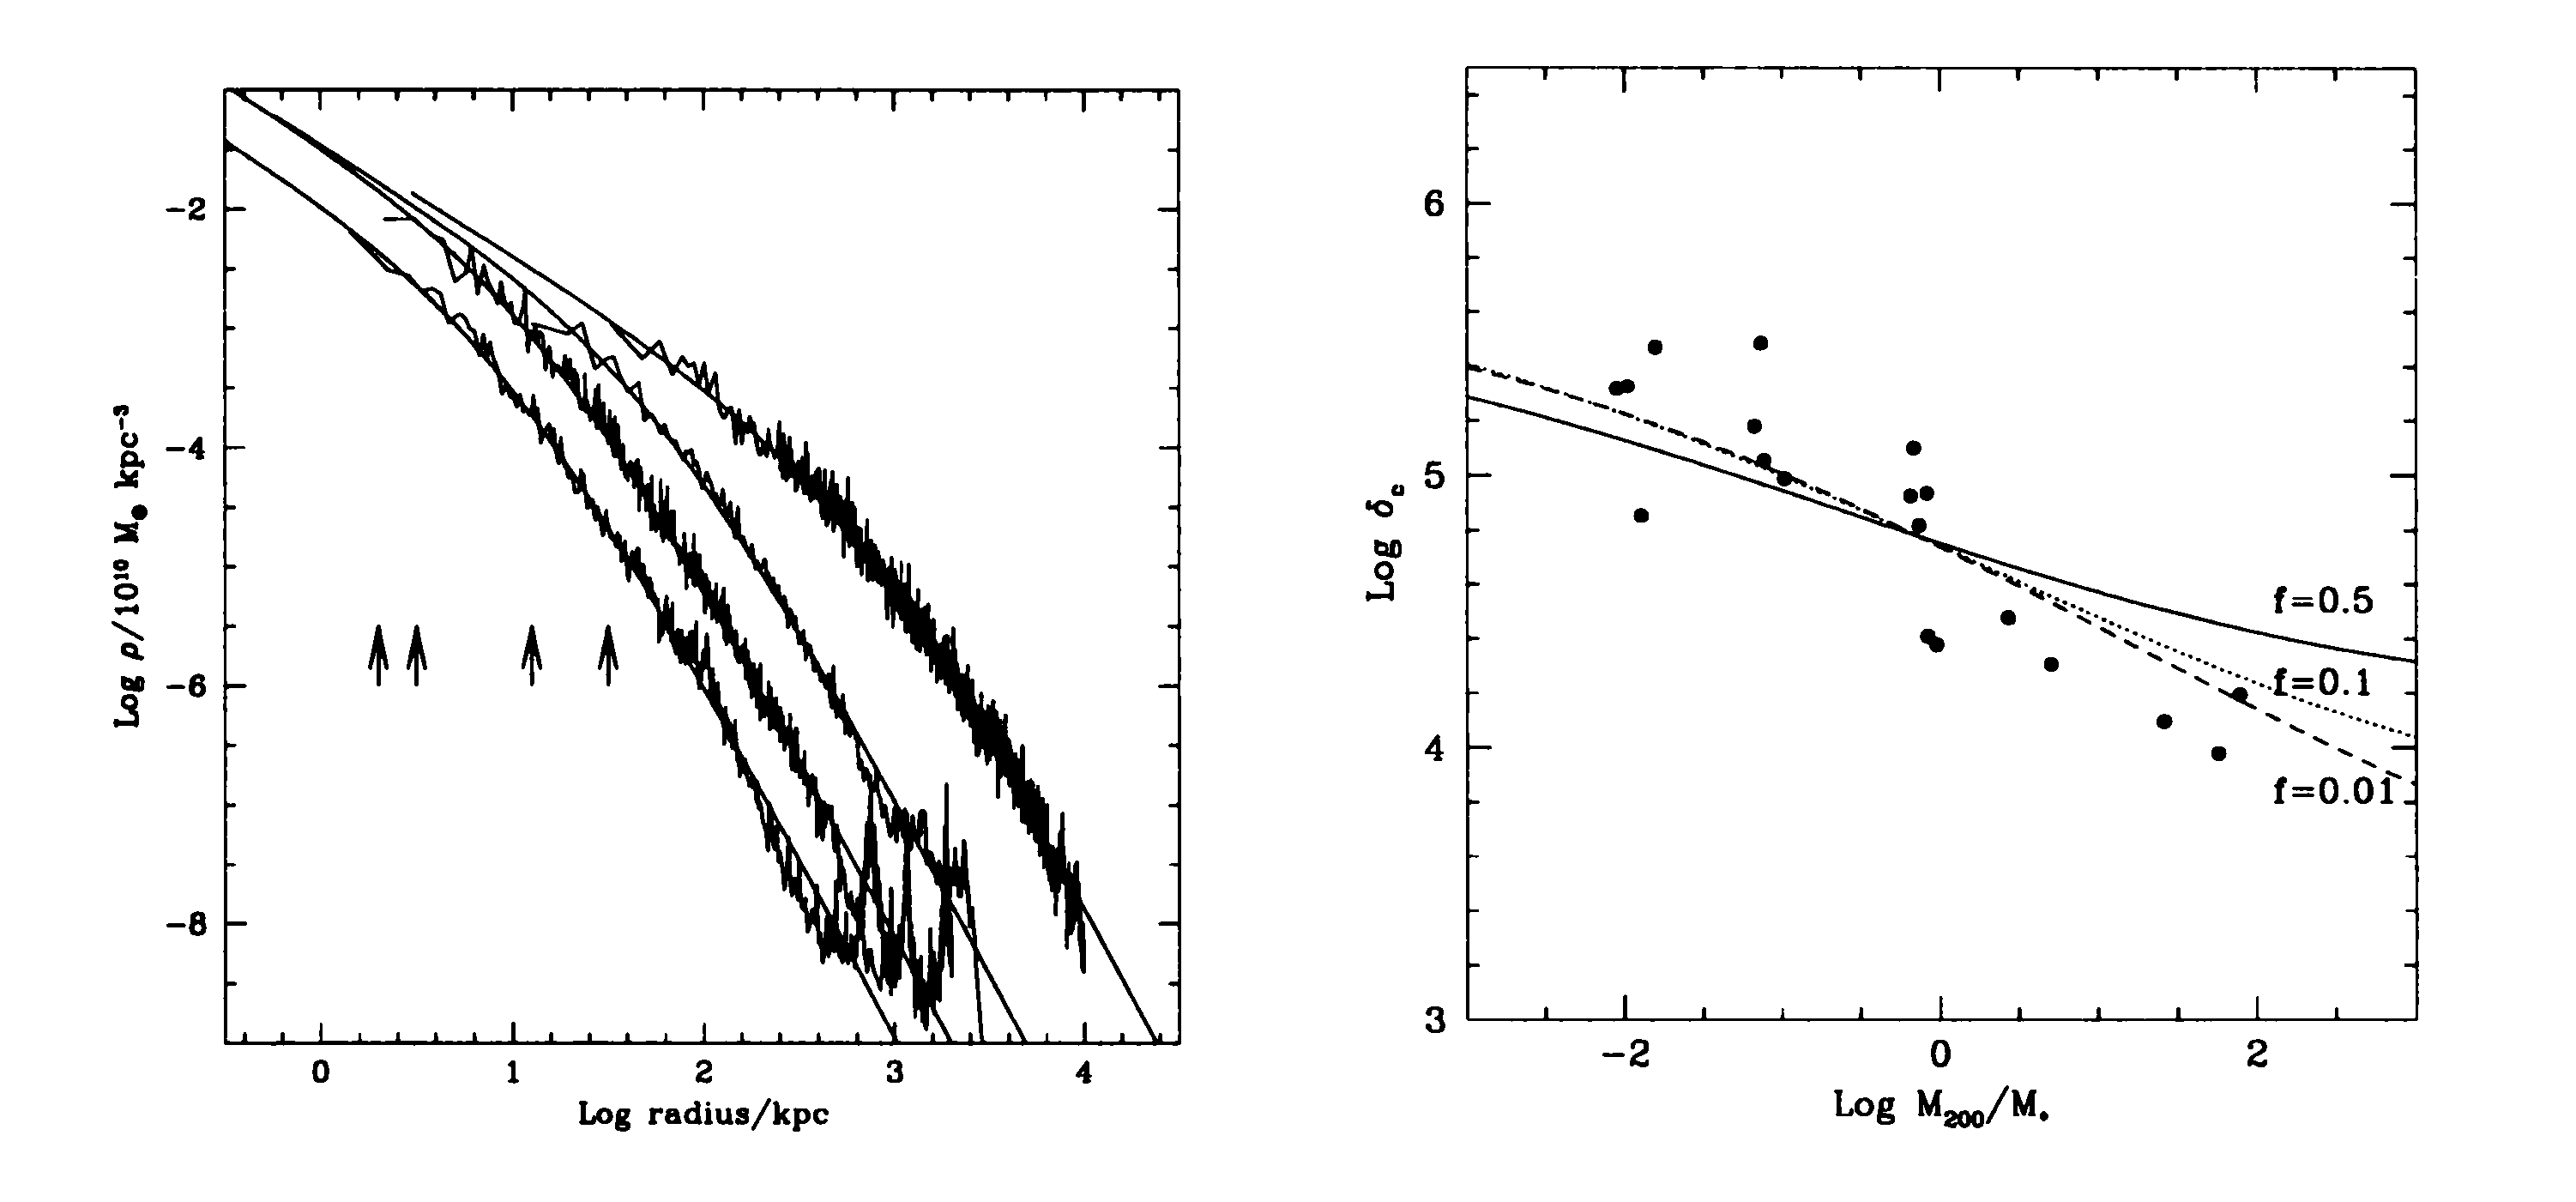 -2
-4
-6
-8
Log ρ/10¹⁰ M● kpc⁻³
0 1 2 3 4
Log radius/kpc
6
5
4
3
Log δc
f=0.5
f=0.1
f=0.01
-2 0 2
Log M₂₀₀/M*